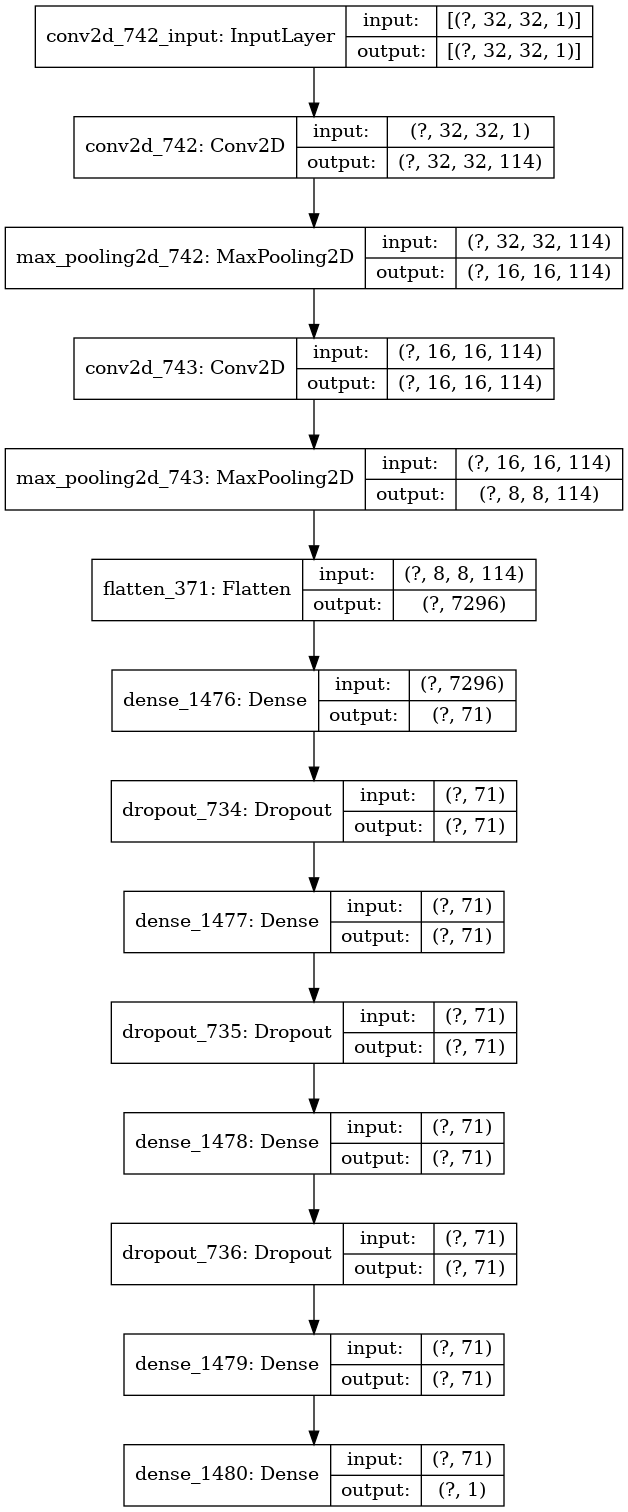 conv2d_742_input: InputLayer
input: [(?, 32, 32, 1)]
output: [(?, 32, 32, 1)]
conv2d_742: Conv2D
input: (?, 32, 32, 1)
output: (?, 32, 32, 114)
max_pooling2d_742: MaxPooling2D
input: (?, 32, 32, 114)
output: (?, 16, 16, 114)
conv2d_743: Conv2D
input: (?, 16, 16, 114)
output: (?, 16, 16, 114)
max_pooling2d_743: MaxPooling2D
input: (?, 16, 16, 114)
output: (?, 8, 8, 114)
flatten_371: Flatten
input: (?, 8, 8, 114)
output: (?, 7296)
dense_1476: Dense
input: (?, 7296)
output: (?, 71)
dropout_734: Dropout
input: (?, 71)
output: (?, 71)
dense_1477: Dense
input: (?, 71)
output: (?, 71)
dropout_735: Dropout
input: (?, 71)
output: (?, 71)
dense_1478: Dense
input: (?, 71)
output: (?, 71)
dropout_736: Dropout
input: (?, 71)
output: (?, 71)
dense_1479: Dense
input: (?, 71)
output: (?, 71)
dense_1480: Dense
input: (?, 71)
output: (?, 1)